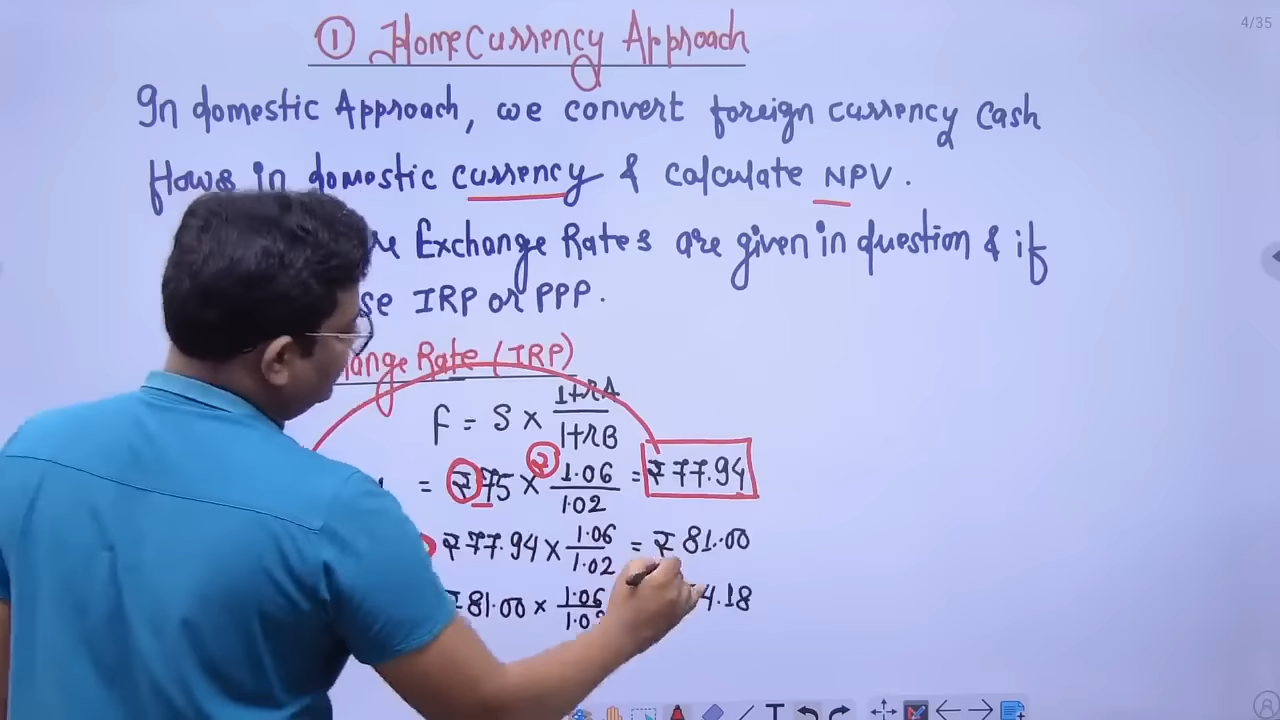 4/35
① Home Currency Approach
In domestic Approach, we convert foreign currency Cash
flows in domestic currency & calculate NPV.
Exchange Rates are given in question & if
IRP or PPP.
Rate (IRP)
F = S × 1+rA / 1+rB
= ₹75 × 1.06 / 1.02 = ₹77.94
₹77.94 × 1.06 / 1.02 = ₹81.00
₹81.00 × 1.06
4.18
T